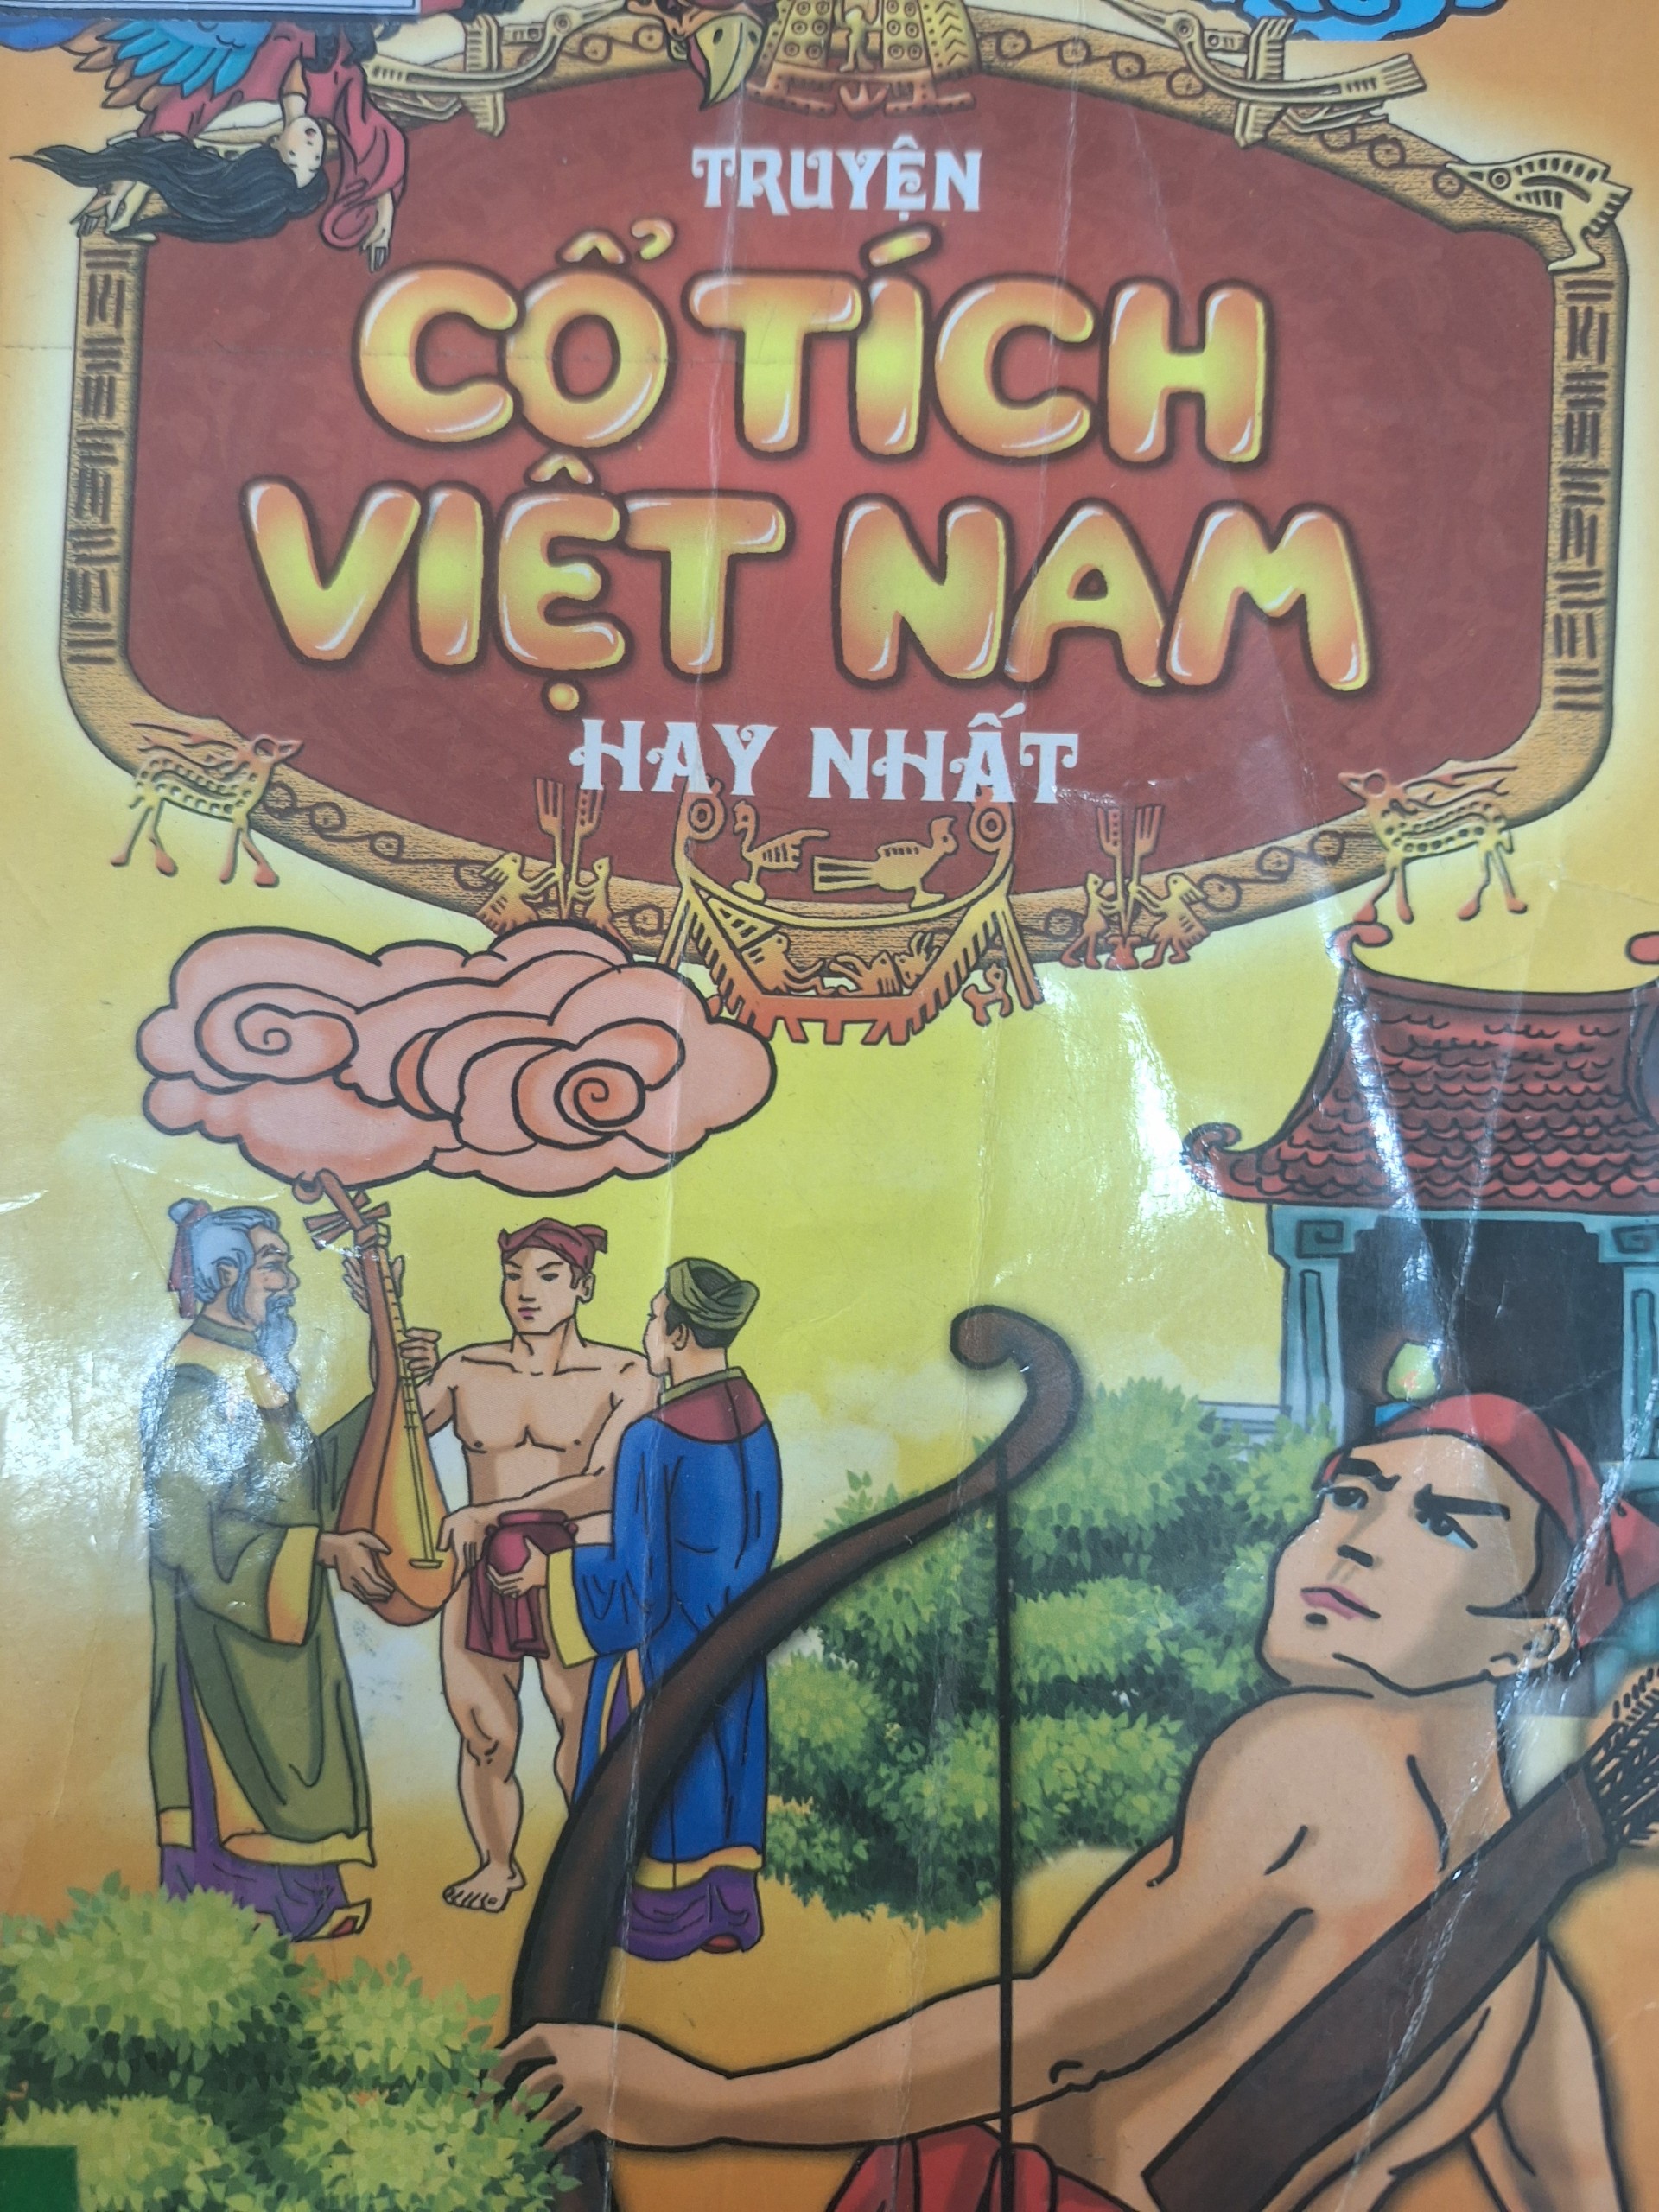 TRUYỆN
CỔ TÍCH
VIỆT NAM
HAY NHẤT